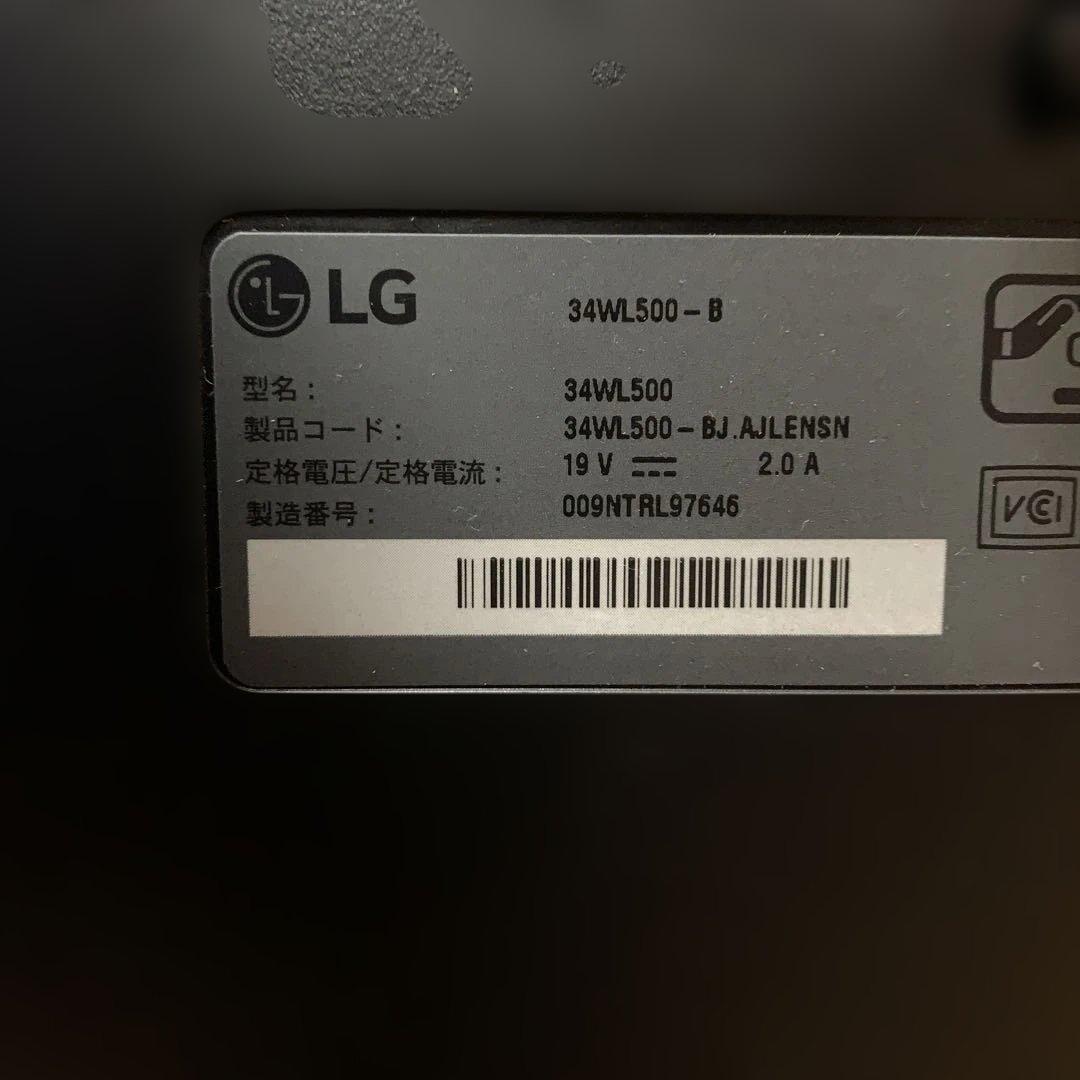 LG
34WL500-B
型名: 34WL500
製品コード: 34WL500-BJ.AJLENSN
定格電圧/定格電流: 19 V ⎓ 2.0 A
製造番号: 009NTRL97646
VCCI